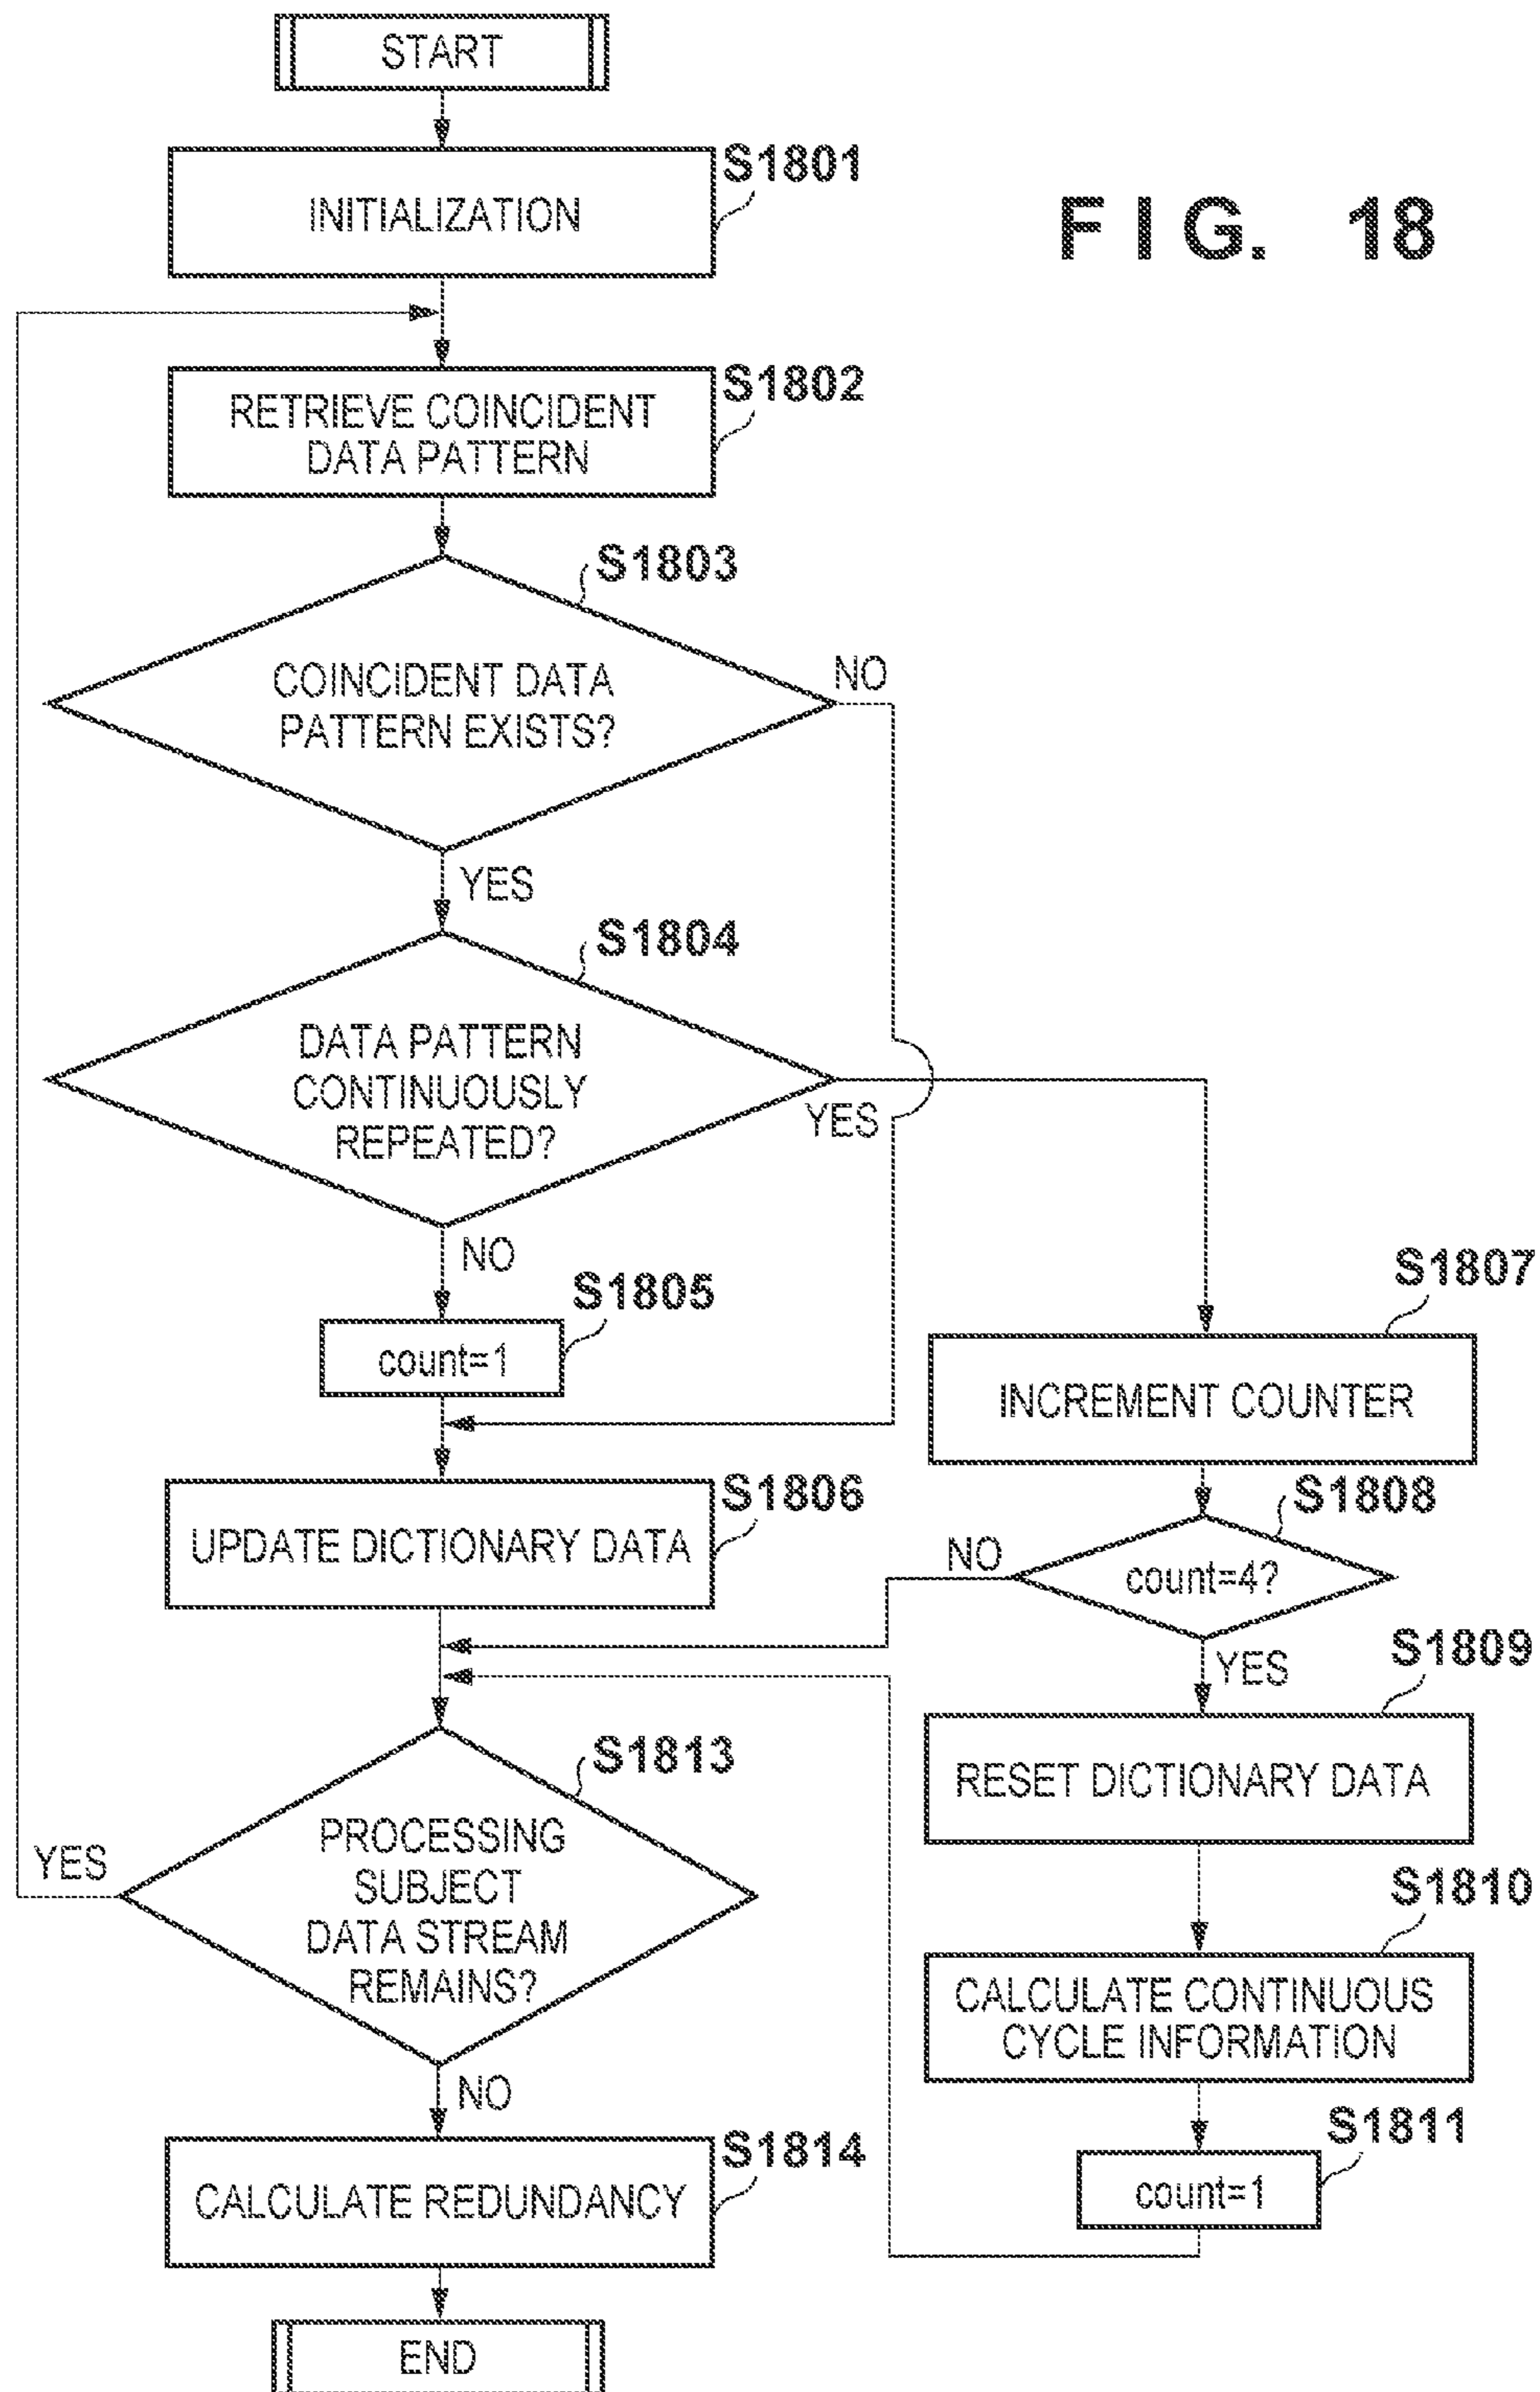 START
S1801
INITIALIZATION
FIG. 18
S1802
RETRIEVE COINCIDENT
DATA PATTERN
S1803
COINCIDENT DATA
PATTERN EXISTS?
NO
YES
S1804
DATA PATTERN
CONTINUOUSLY
REPEATED?
YES
NO
S1805
count=1
S1807
INCREMENT COUNTER
S1806
UPDATE DICTIONARY DATA
S1808
count=4?
NO
YES
S1809
RESET DICTIONARY DATA
S1813
PROCESSING
SUBJECT
DATA STREAM
REMAINS?
YES
NO
S1810
CALCULATE CONTINUOUS
CYCLE INFORMATION
S1811
count=1
S1814
CALCULATE REDUNDANCY
END